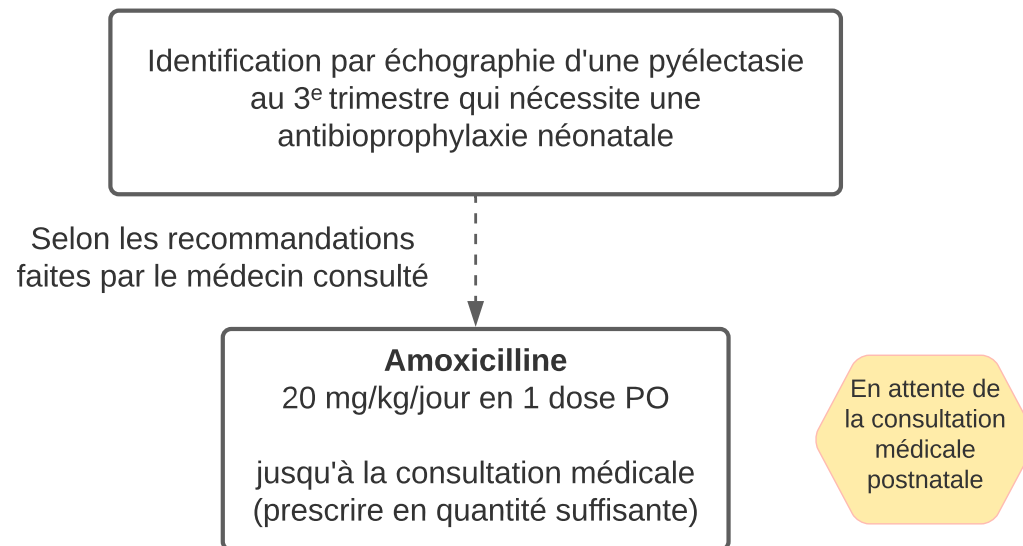 Identification par échographie d'une pyélectasie
au 3ᵉ trimestre qui nécessite une
antibioprophylaxie néonatale
Selon les recommandations
faites par le médecin consulté
Amoxicilline
20 mg/kg/jour en 1 dose PO
jusqu'à la consultation médicale
(prescrire en quantité suffisante)
En attente de
la consultation
médicale
postnatale